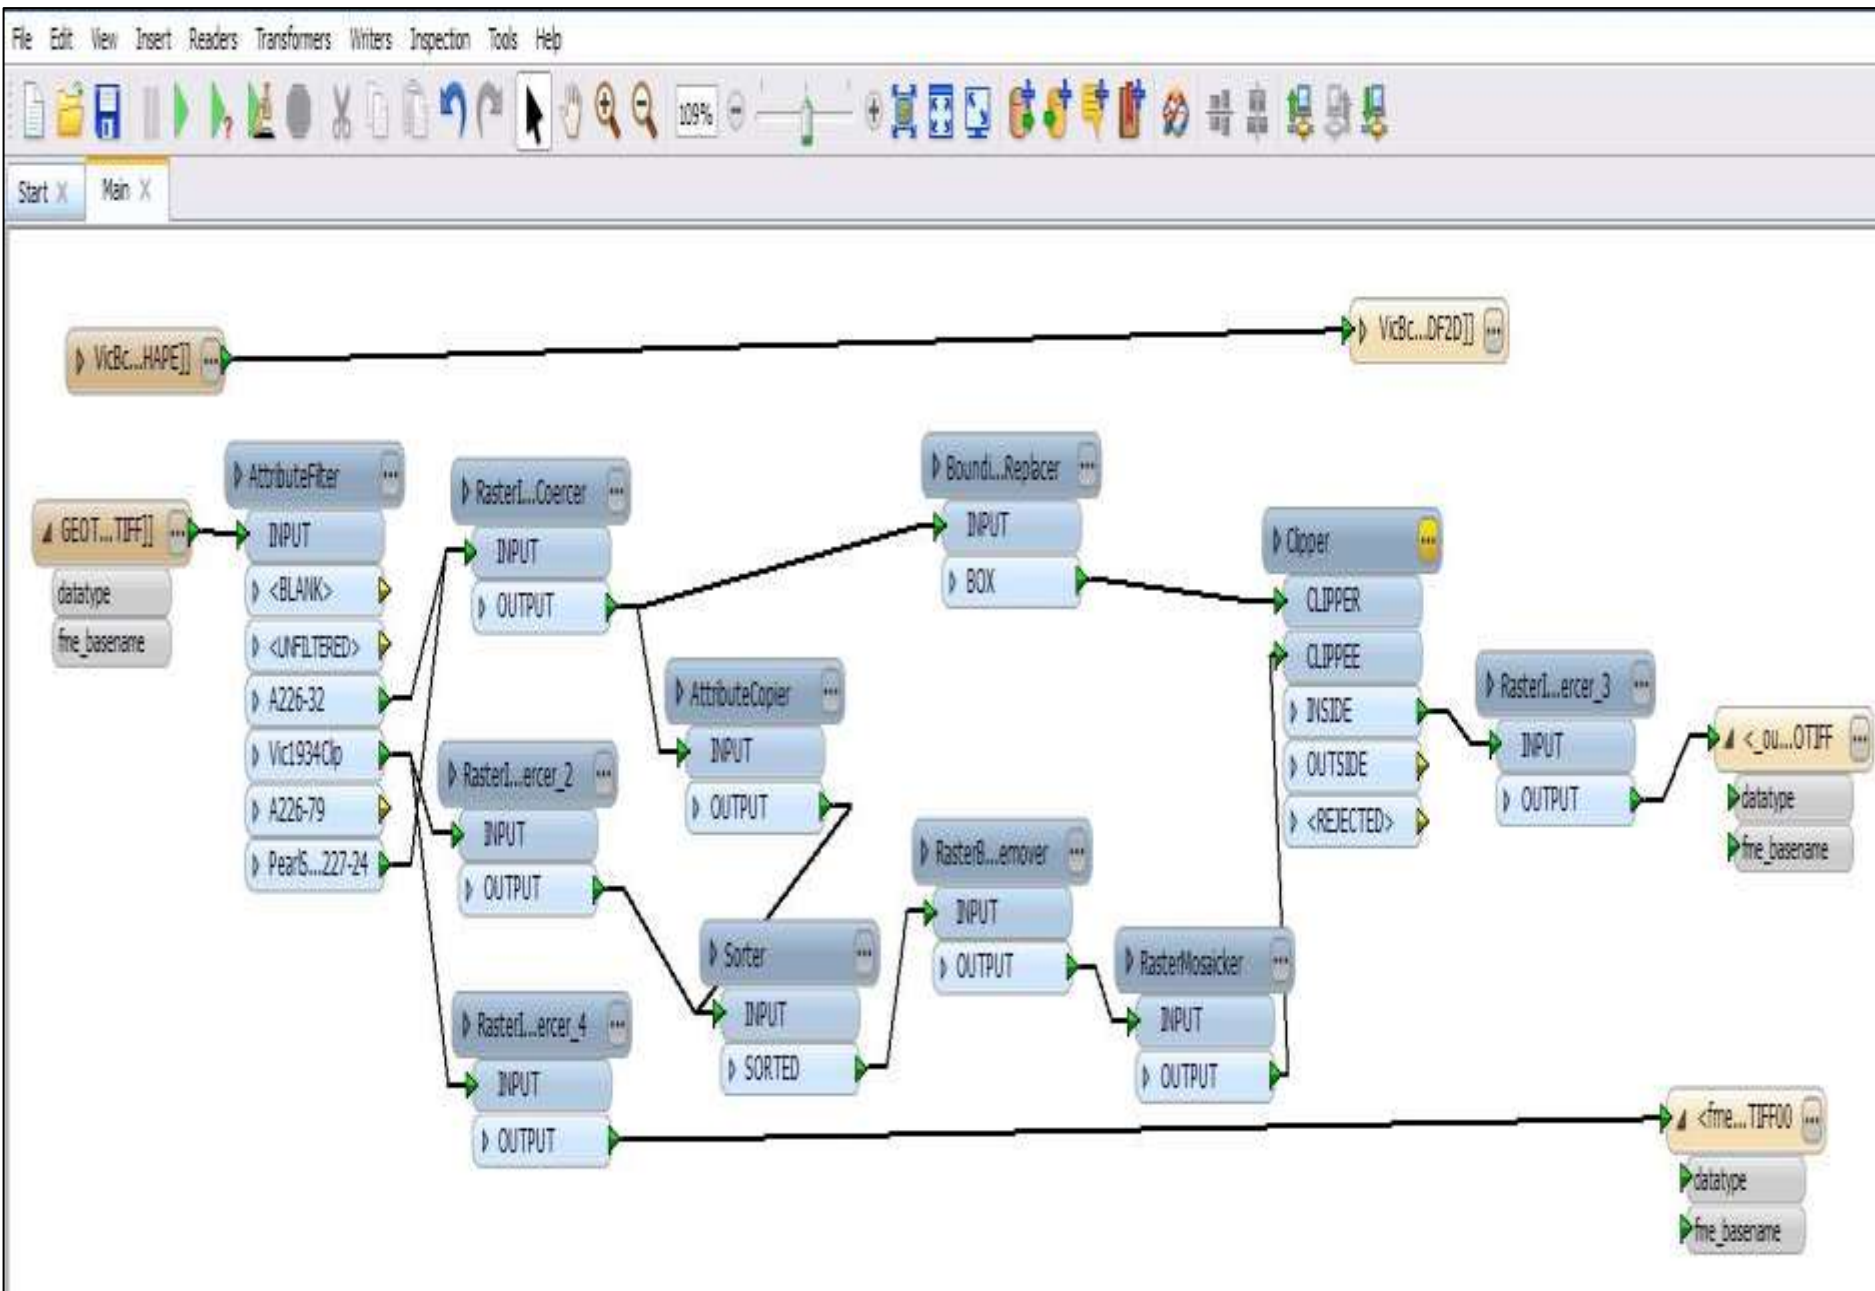 File Edit View Insert Readers Transformers Writers Inspection Tools Help
109%
Start X Main X
VicBc...HAPE]]
VicBc...DF2D]]
GEOT...TIFF]]
datatype
fme_basename
AttributeFilter
INPUT
<BLANK>
<UNFILTERED>
A226-32
Vic1934Clip
A226-79
PearlS...227-24
RasterI...Coercer
INPUT
OUTPUT
RasterI...ercer_2
INPUT
OUTPUT
RasterI...ercer_4
INPUT
OUTPUT
AttributeCopier
INPUT
OUTPUT
Sorter
INPUT
SORTED
Boundi...Replacer
INPUT
BOX
RasterB...emover
INPUT
OUTPUT
RasterMosaicker
INPUT
OUTPUT
Clipper
CLIPPER
CLIPPEE
INSIDE
OUTSIDE
<REJECTED>
RasterI...ercer_3
INPUT
OUTPUT
<_ou...OTIFF
datatype
fme_basename
<fme...TIFF00
datatype
fme_basename